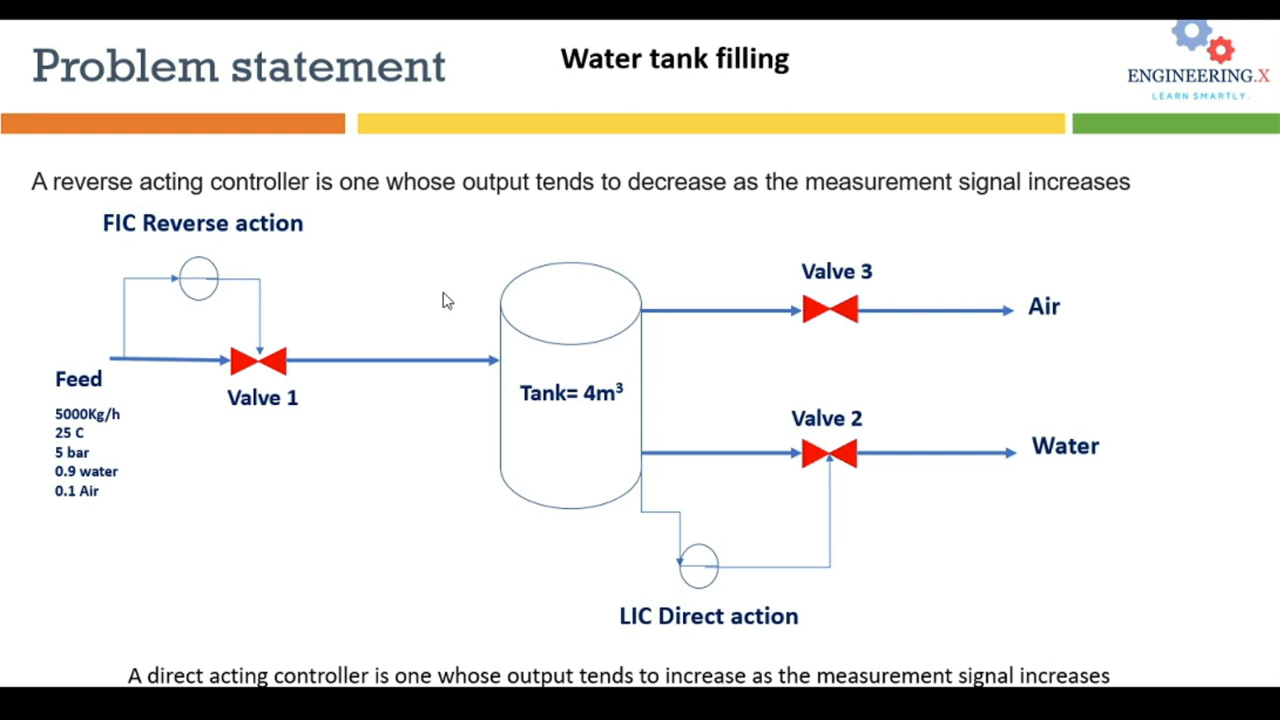 Problem statement
Water tank filling
ENGINEERING.X
LEARN SMARTLY.
A reverse acting controller is one whose output tends to decrease as the measurement signal increases
FIC Reverse action
Valve 3
Air
Feed
Valve 1
Tank= 4m³
5000Kg/h
25 C
5 bar
0.9 water
0.1 Air
Valve 2
Water
LIC Direct action
A direct acting controller is one whose output tends to increase as the measurement signal increases